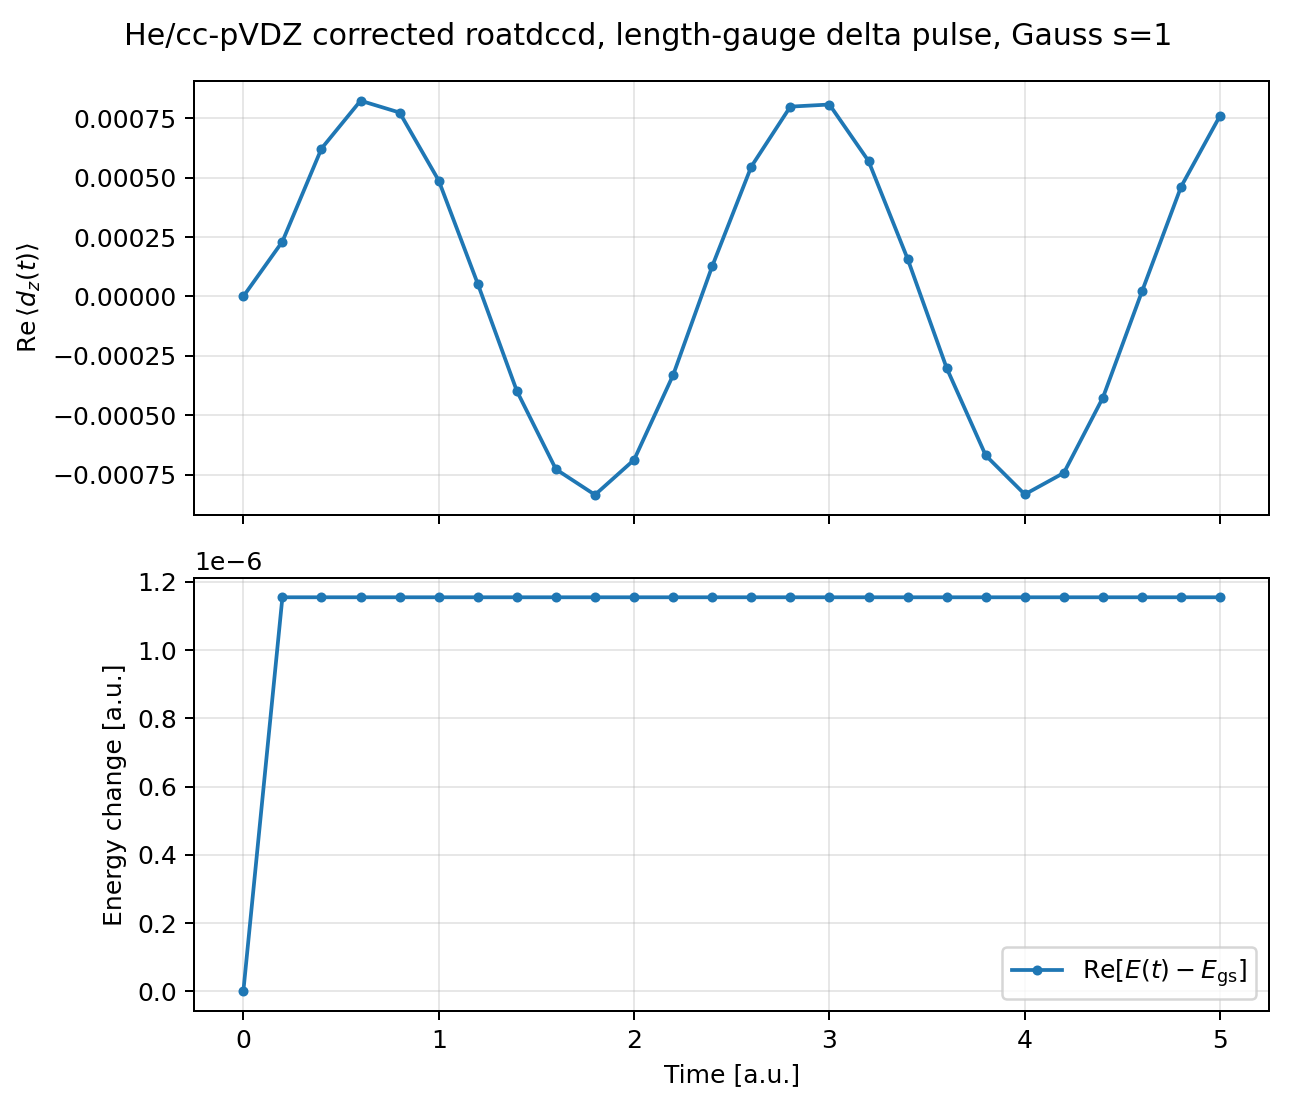 He/cc-pVDZ corrected roatdccd, length-gauge delta pulse, Gauss s=1
0.00075
0.00050
0.00025
0.00000
−0.00025
−0.00050
−0.00075
Re⟨d_z(t)⟩
1e−6
1.2
1.0
0.8
0.6
0.4
0.2
0.0
Energy change [a.u.]
Re[E(t) − E_gs]
0 1 2 3 4 5
Time [a.u.]